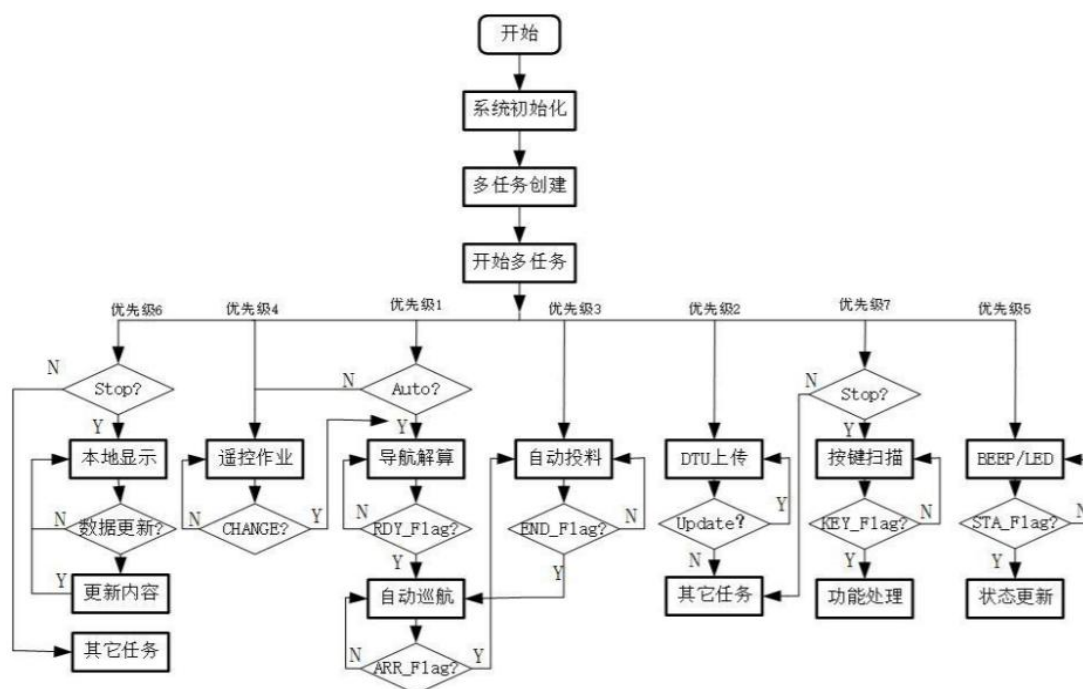 开始
系统初始化
多任务创建
开始多任务
优先级6 优先级4 优先级1 优先级3 优先级2 优先级7 优先级5
N Stop? N Auto? N Stop?
Y Y Y
本地显示 遥控作业 导航解算 自动投料 DTU上传 按键扫描 BEEP/LED
N 数据更新? N CHANGE? Y N RDY_Flag? END_Flag? N Update? Y KEY_Flag? N STA_Flag? N
Y Y Y N Y Y
更新内容 自动巡航 其它任务 功能处理 状态更新
其它任务 N ARR_Flag? Y